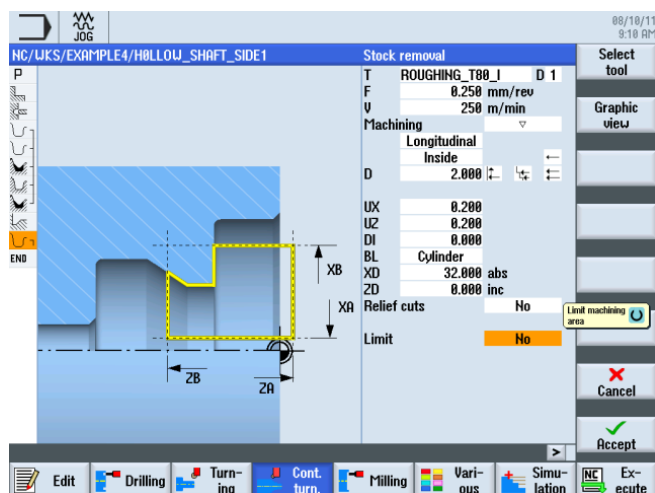 JOG
08/10/11
9:10 AM
NC/WKS/EXAMPLE4/HØLLOW_SHAFT_SIDE1
Stock removal
Select tool
P
T ROUGHING_T80_I D 1
F 0.250 mm/rev
V 250 m/min
Machining ▽
Graphic view
Longitudinal
Inside ←
D 2.000
UX 0.200
UZ 0.200
DI 0.000
BL Cylinder
XD 32.000 abs
ZD 0.000 inc
Relief cuts No
Limit machining area
Limit No
END
XB
XA
ZB
ZA
Cancel
Accept
>
Edit
Drilling
Turn-
ing
Cont.
turn.
Milling
Vari-
ous
Simu-
lation
NC
Ex-
ecute